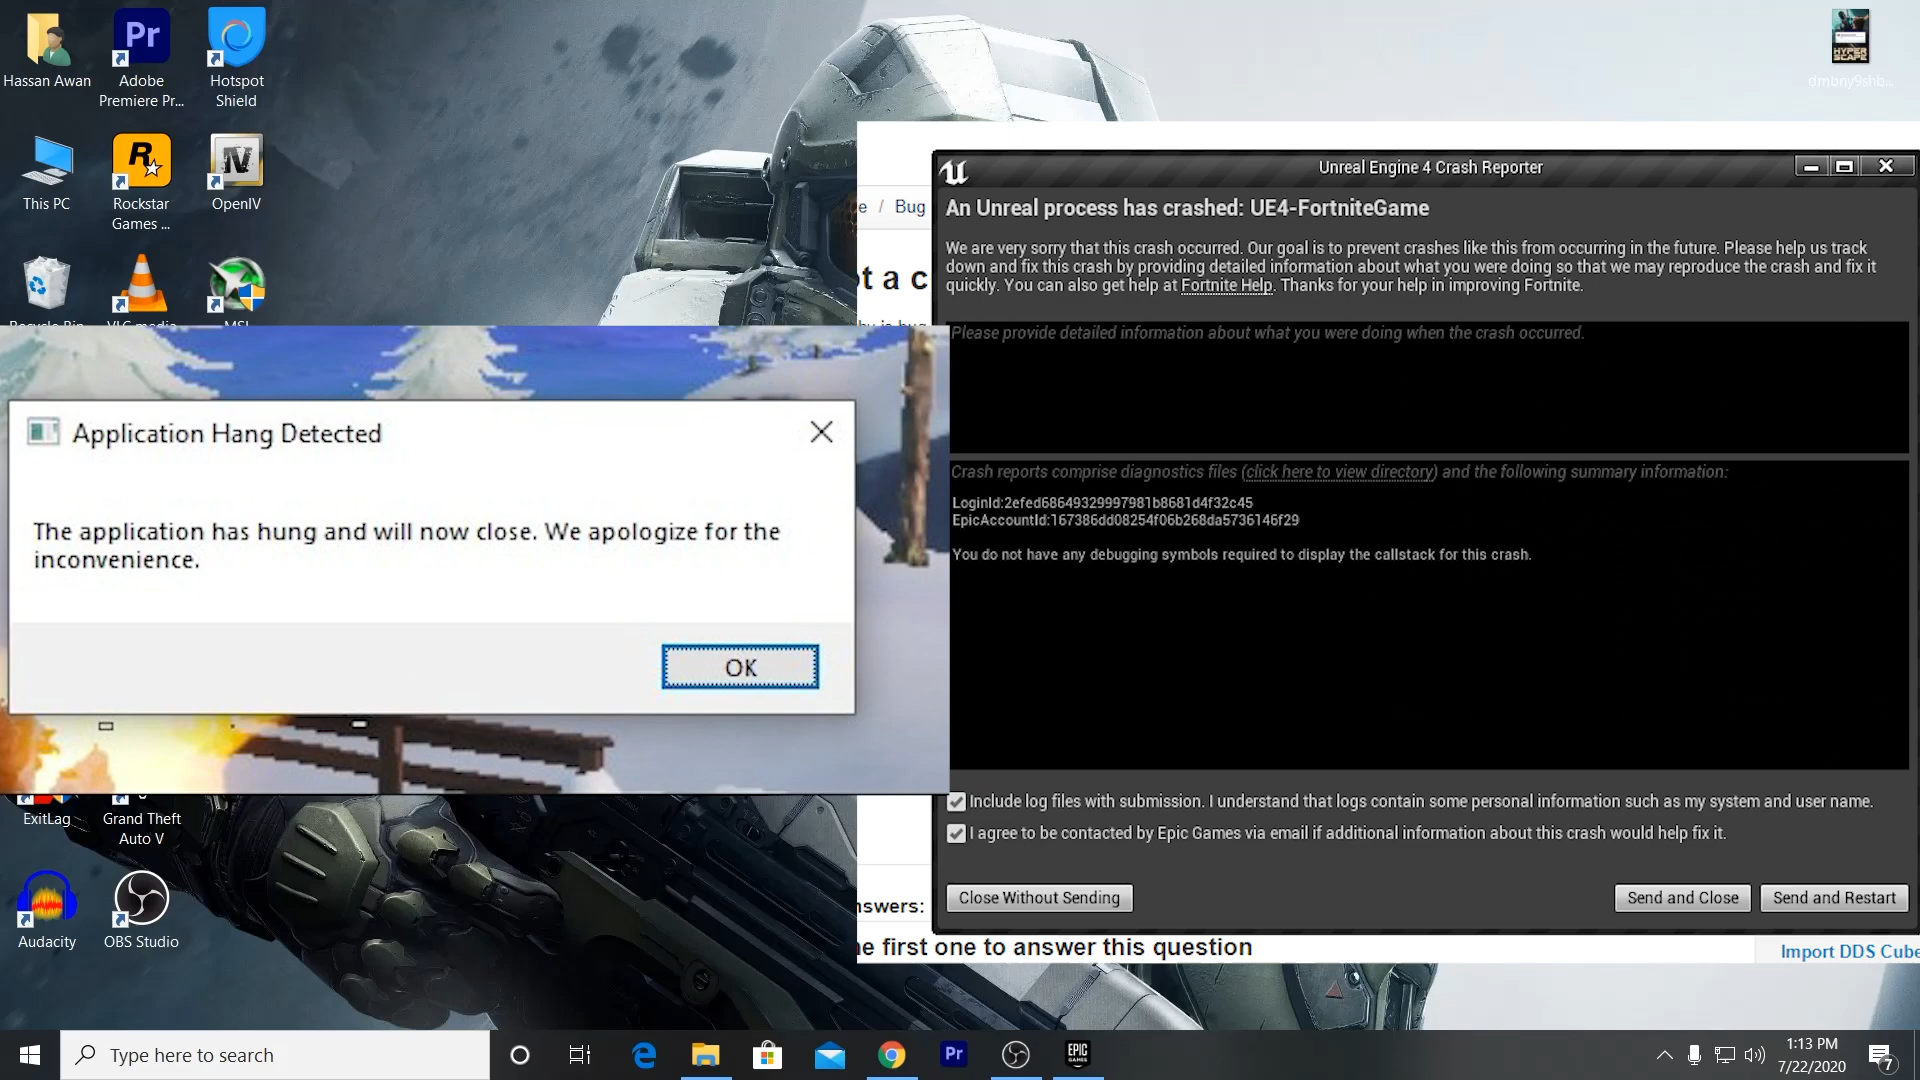 Hassan Awan
Adobe
Premiere Pr...
Hotspot
Shield
This PC
Rockstar
Games ...
OpenIV
HYPER
SCAPE
Unreal Engine 4 Crash Reporter
An Unreal process has crashed: UE4-FortniteGame
We are very sorry that this crash occurred. Our goal is to prevent crashes like this from occurring in the future. Please help us track
down and fix this crash by providing detailed information about what you were doing so that we may reproduce the crash and fix it
quickly. You can also get help at Fortnite Help. Thanks for your help in improving Fortnite.
e / Bug
t a c
Please provide detailed information about what you were doing when the crash occurred.
Crash reports comprise diagnostics files (click here to view directory) and the following summary information:
LoginId:2efed68649329997981b8681d4f32c45
EpicAccountId:167386dd08254f06b268da5736146f29
You do not have any debugging symbols required to display the callstack for this crash.
Include log files with submission. I understand that logs contain some personal information such as my system and user name.
I agree to be contacted by Epic Games via email if additional information about this crash would help fix it.
Close Without Sending
Send and Close
Send and Restart
Application Hang Detected
The application has hung and will now close. We apologize for the
inconvenience.
OK
ExitLag
Grand Theft
Auto V
Audacity
OBS Studio
nswers:
e first one to answer this question
Import DDS Cube
Type here to search
Pr
EPIC
GAMES
1:13 PM
7/22/2020
7